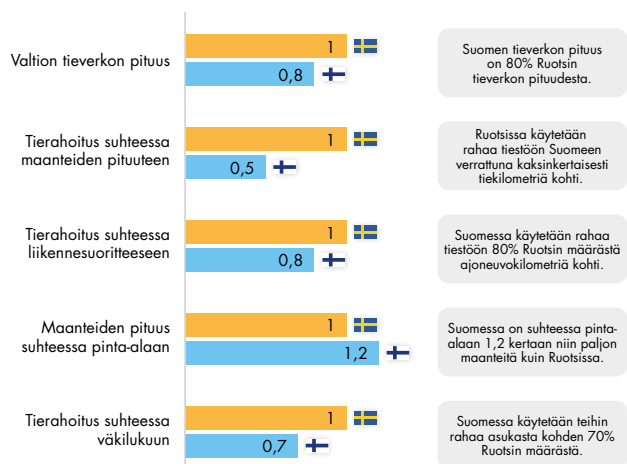 Valtion tieverkon pituus
1
0,8
Suomen tieverkon pituus
on 80% Ruotsin
tieverkon pituudesta.
Tierahoitus suhteessa
maanteiden pituuteen
1
0,5
Ruotsissa käytetään
rahaa tiestöön Suomeen
verrattuna kaksinkertaisesti
tiekilometriä kohti.
Tierahoitus suhteessa
liikennesuoritteeseen
1
0,8
Suomessa käytetään rahaa
tiestöön 80% Ruotsin määrästä
ajoneuvokilometriä kohti.
Maanteiden pituus
suhteessa pinta-alaan
1
1,2
Suomessa on suhteessa pinta-
alaan 1,2 kertaan niin paljon
maanteitä kuin Ruotsissa.
Tierahoitus suhteessa
väkilukuun
1
0,7
Suomessa käytetään teihin
rahaa asukasta kohden 70%
Ruotsin määrästä.